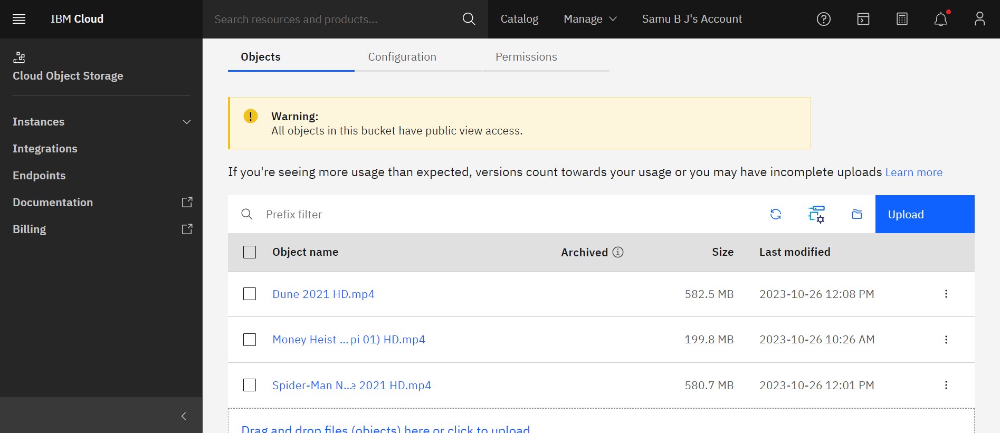 IBM Cloud
Search resources and products...
Catalog
Manage
Samu B J's Account
Cloud Object Storage
Instances
Integrations
Endpoints
Documentation
Billing
Objects
Configuration
Permissions
Warning:
All objects in this bucket have public view access.
If you're seeing more usage than expected, versions count towards your usage or you may have incomplete uploads Learn more
Prefix filter
Upload
Object name Archived Size Last modified
Dune 2021 HD.mp4 582.5 MB 2023-10-26 12:08 PM
Money Heist ...pi 01) HD.mp4 199.8 MB 2023-10-26 10:26 AM
Spider-Man N...e 2021 HD.mp4 580.7 MB 2023-10-26 12:01 PM
Drag and drop files (objects) here or click to upload